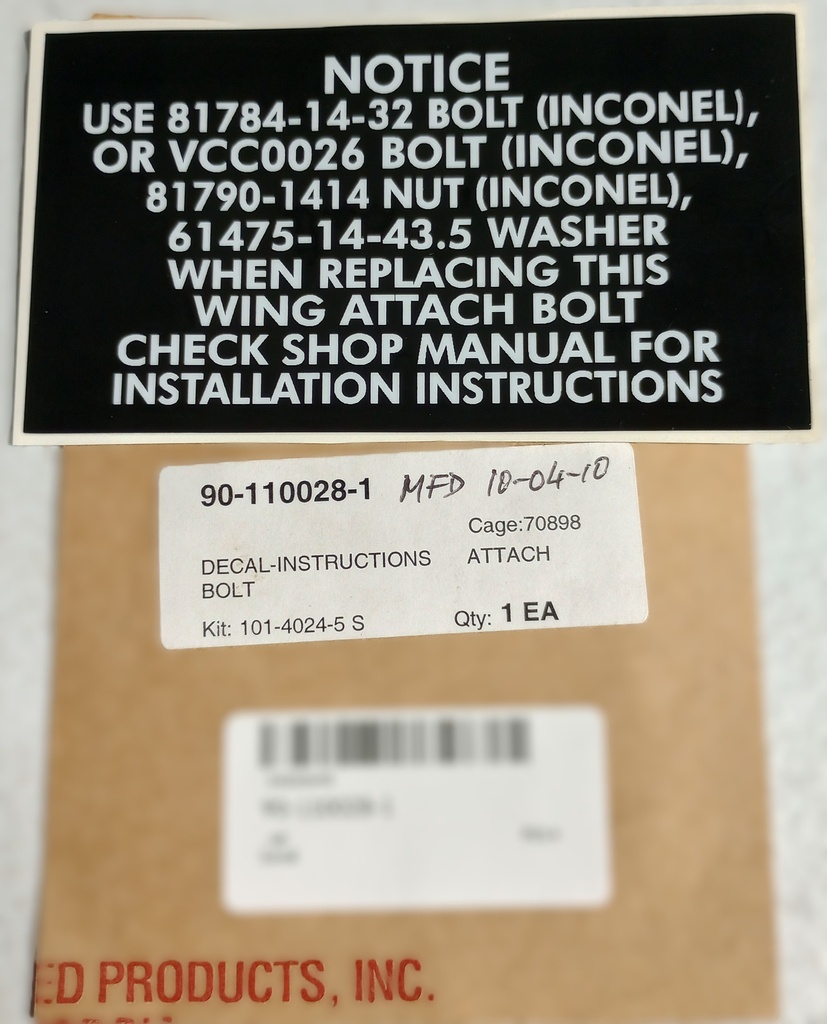 NOTICE
USE 81784-14-32 BOLT (INCONEL),
OR VCC0026 BOLT (INCONEL),
81790-1414 NUT (INCONEL),
61475-14-43.5 WASHER
WHEN REPLACING THIS
WING ATTACH BOLT
CHECK SHOP MANUAL FOR
INSTALLATION INSTRUCTIONS
90-110028-1 MFD 10-04-10
Cage:70898
DECAL-INSTRUCTIONS ATTACH
BOLT
Kit: 101-4024-5 S Qty: 1 EA
ED PRODUCTS, INC.